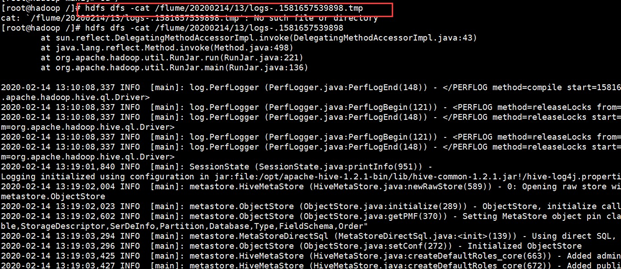 [root@hadoop /]# hdfs dfs -cat /flume/20200214/13/logs-.1581657539898.tmp
cat: `/flume/20200214/13/logs-.1581657539898.tmp': No such file or directory
[root@hadoop /]# hdfs dfs -cat /flume/20200214/13/logs-.1581657539898
at sun.reflect.DelegatingMethodAccessorImpl.invoke(DelegatingMethodAccessorImpl.java:43)
at java.lang.reflect.Method.invoke(Method.java:498)
at org.apache.hadoop.util.RunJar.run(RunJar.java:221)
at org.apache.hadoop.util.RunJar.main(RunJar.java:136)
2020-02-14 13:10:08,337 INFO [main]: log.PerfLogger (PerfLogger.java:PerfLogEnd(148)) - </PERFLOG method=compile start=15816
.apache.hadoop.hive.ql.Driver>
2020-02-14 13:10:08,337 INFO [main]: log.PerfLogger (PerfLogger.java:PerfLogBegin(121)) - <PERFLOG method=releaseLocks from=
2020-02-14 13:10:08,337 INFO [main]: log.PerfLogger (PerfLogger.java:PerfLogEnd(148)) - </PERFLOG method=releaseLocks start=
m=org.apache.hadoop.hive.ql.Driver>
2020-02-14 13:10:08,337 INFO [main]: log.PerfLogger (PerfLogger.java:PerfLogBegin(121)) - <PERFLOG method=releaseLocks from=
2020-02-14 13:10:08,337 INFO [main]: log.PerfLogger (PerfLogger.java:PerfLogEnd(148)) - </PERFLOG method=releaseLocks start=
m=org.apache.hadoop.hive.ql.Driver>
2020-02-14 13:19:01,840 INFO [main]: SessionState (SessionState.java:printInfo(951)) -
Logging initialized using configuration in jar:file:/opt/apache-hive-1.2.1-bin/lib/hive-common-1.2.1.jar!/hive-log4j.properti
2020-02-14 13:19:02,004 INFO [main]: metastore.HiveMetaStore (HiveMetaStore.java:newRawStore(589)) - 0: Opening raw store wi
metastore.ObjectStore
2020-02-14 13:19:02,023 INFO [main]: metastore.ObjectStore (ObjectStore.java:initialize(289)) - ObjectStore, initialize call
2020-02-14 13:19:02,602 INFO [main]: metastore.ObjectStore (ObjectStore.java:getPMF(370)) - Setting MetaStore object pin clas
ble,StorageDescriptor,SerDeInfo,Partition,Database,Type,FieldSchema,Order"
2020-02-14 13:19:03,294 INFO [main]: metastore.MetaStoreDirectSql (MetaStoreDirectSql.java:<init>(139)) - Using direct SQL,
2020-02-14 13:19:03,296 INFO [main]: metastore.ObjectStore (ObjectStore.java:setConf(272)) - Initialized ObjectStore
2020-02-14 13:19:03,425 INFO [main]: metastore.HiveMetaStore (HiveMetaStore.java:createDefaultRoles_core(663)) - Added admin
2020-02-14 13:19:03,427 INFO [main]: metastore.HiveMetaStore (HiveMetaStore.java:createDefaultRoles_core(672)) - Added